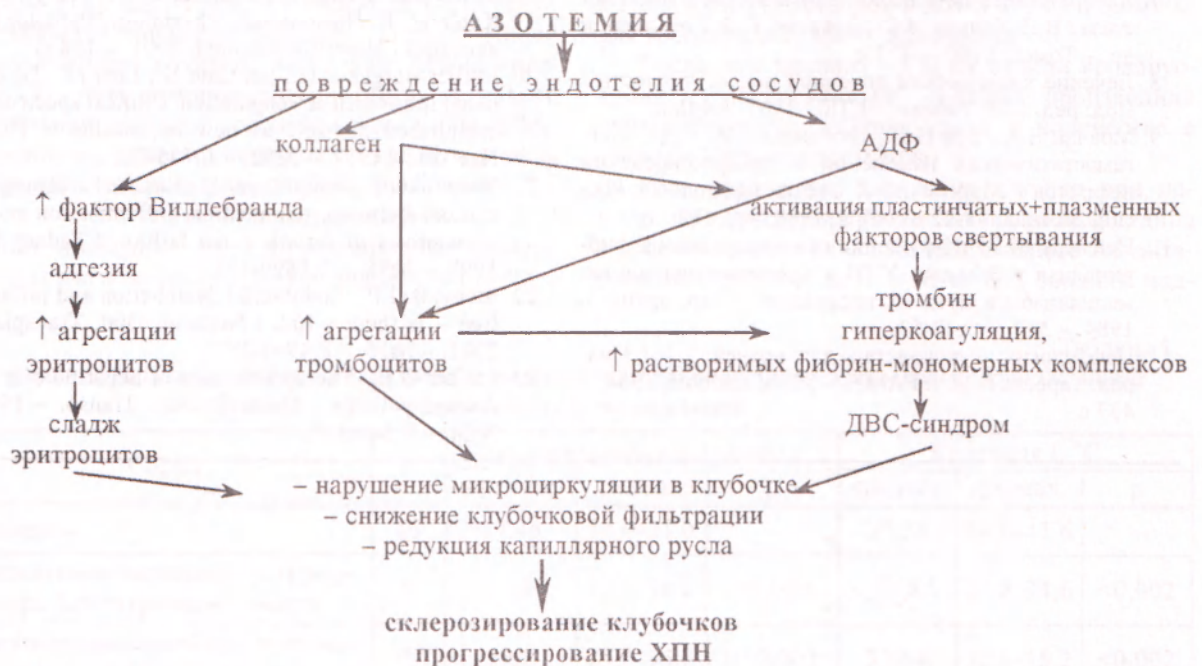 АЗОТЕМИЯ
повреждение эндотелия сосудов
коллаген
АДФ
↑ фактор Виллебранда
активация пластинчатых+плазменных
факторов свертывания
адгезия
тромбин
↑ агрегации
эритроцитов
↑ агрегации
тромбоцитов
гиперкоагуляция,
↑ растворимых фибрин-мономерных комплексов
сладж
эритроцитов
ДВС-синдром
– нарушение микроциркуляции в клубочке
– снижение клубочковой фильтрации
– редукция капиллярного русла
склерозирование клубочков
прогрессирование ХПН